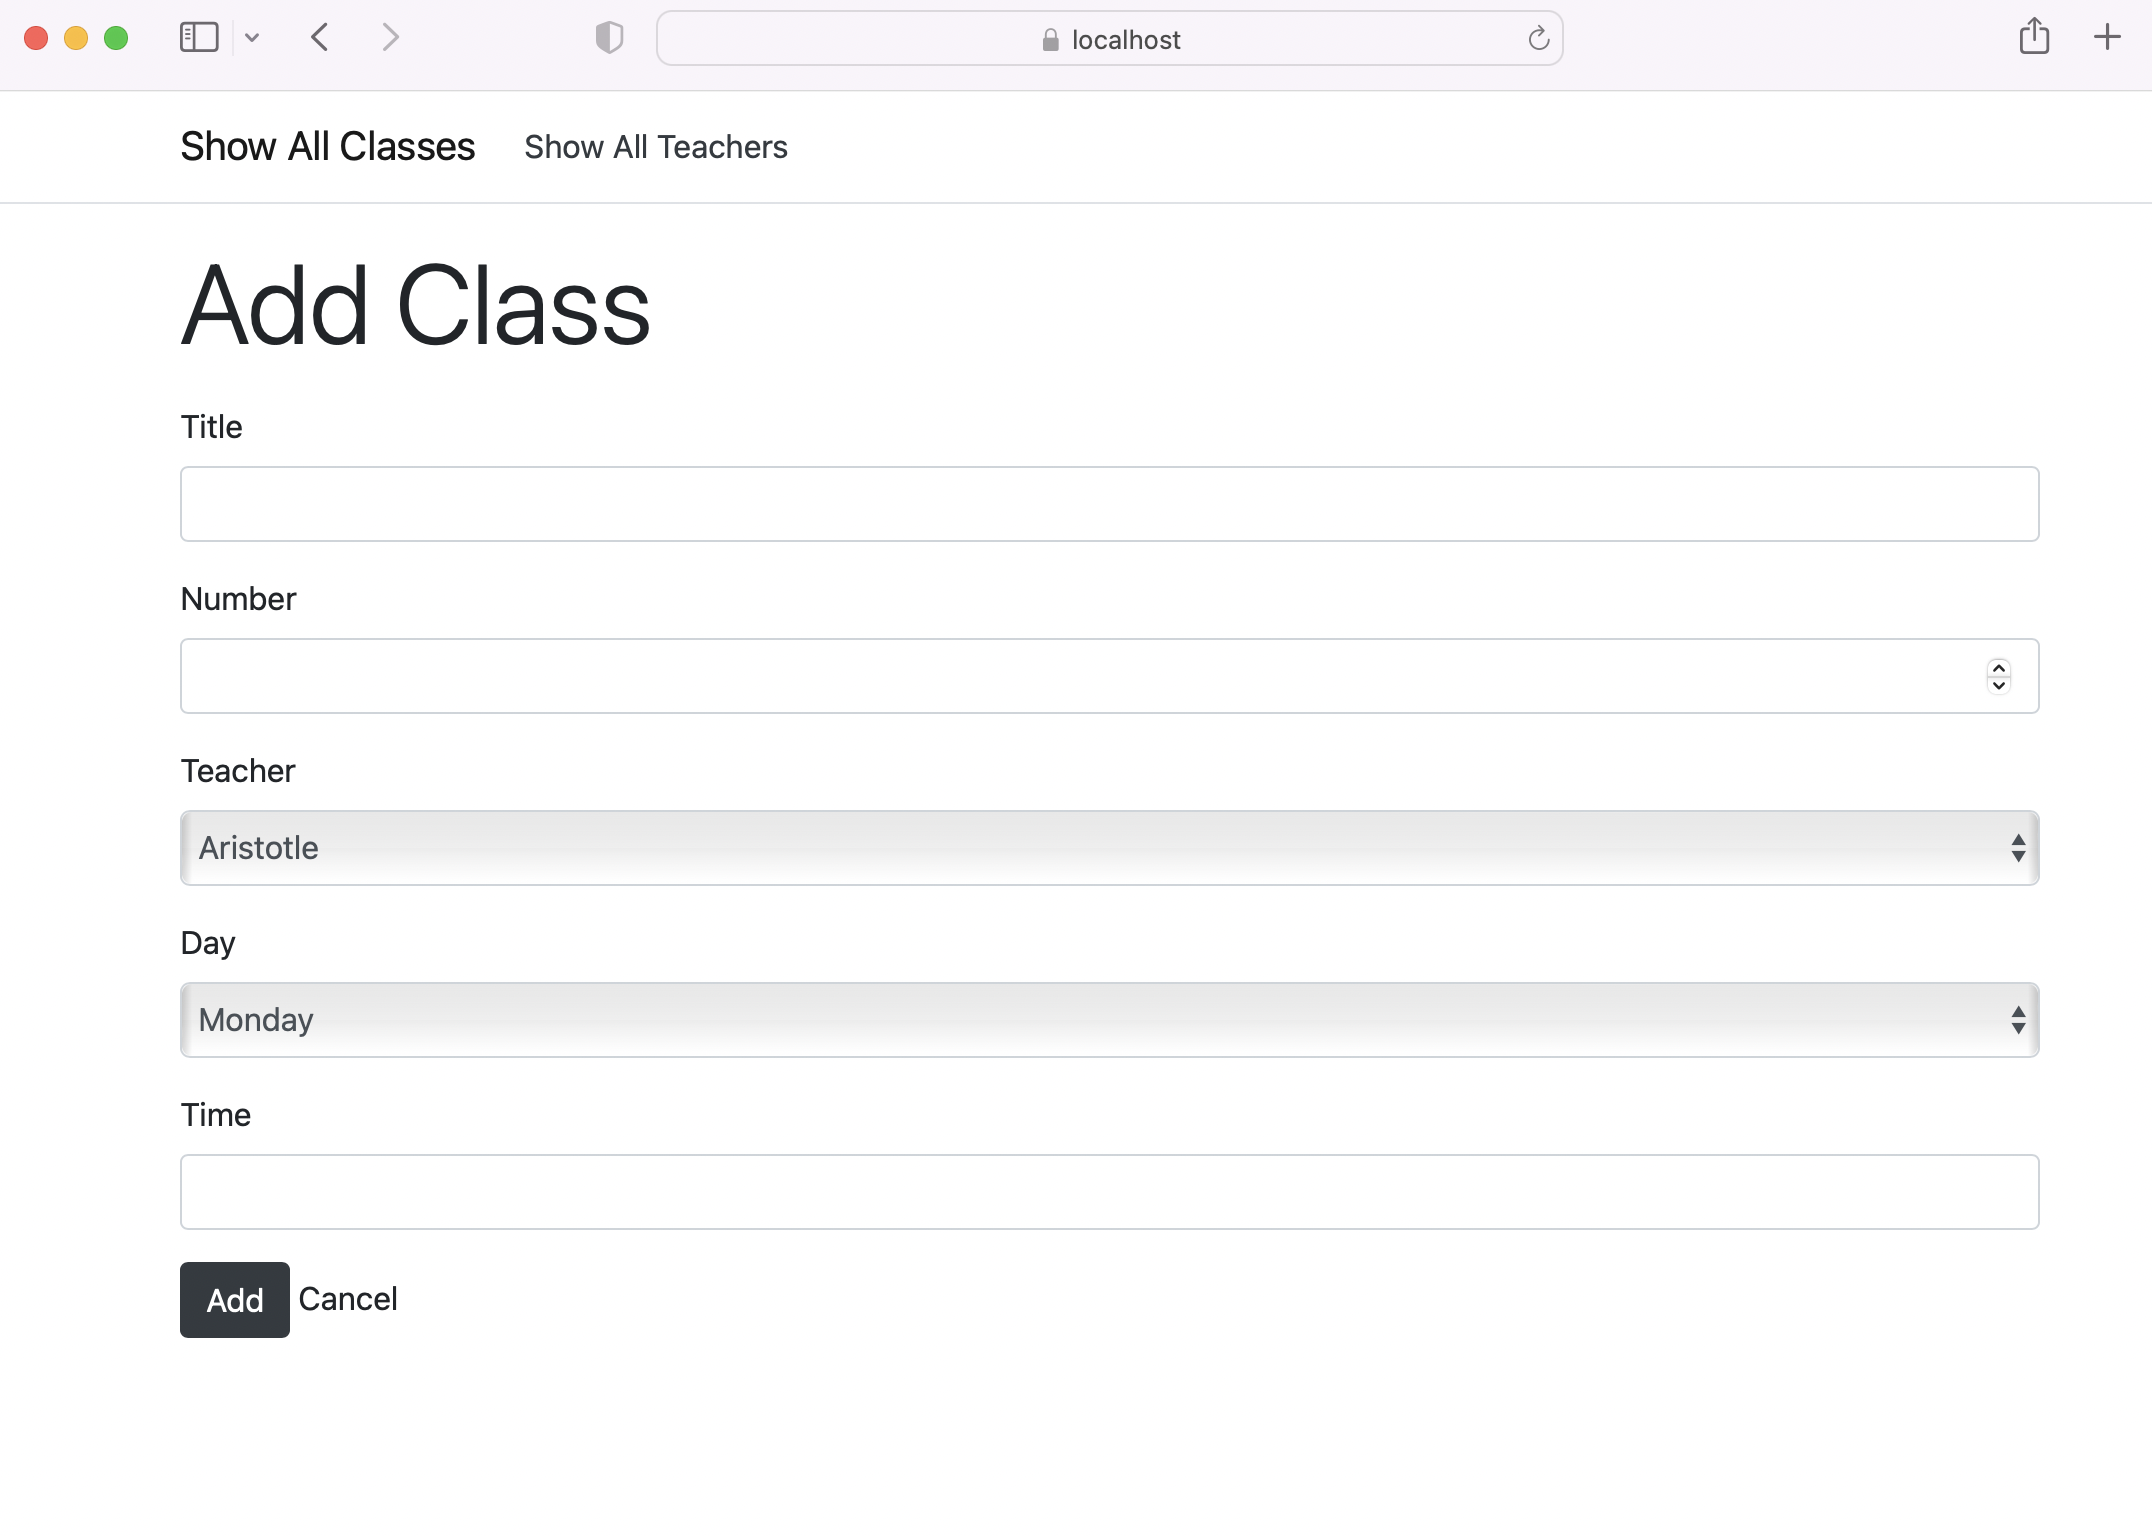 localhost
Show All Classes Show All Teachers
Add Class
Title
Number
Teacher
Aristotle
Day
Monday
Time
Add Cancel